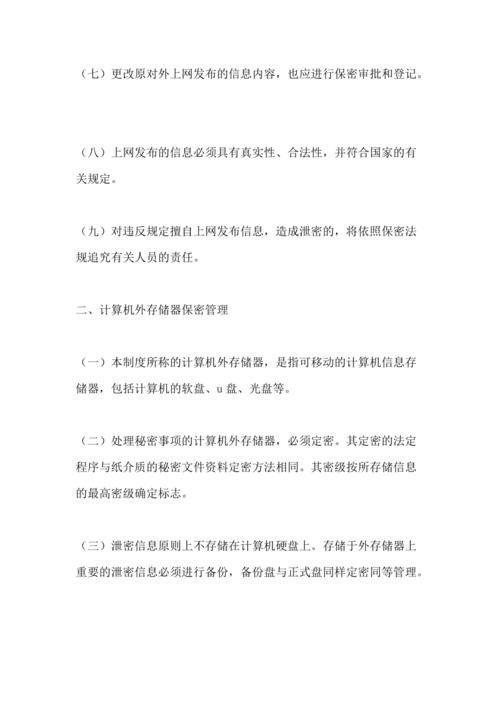 （七）更改原对外上网发布的信息内容，也应进行保密审批和登记。
（八）上网发布的信息必须具有真实性、合法性，并符合国家的有
关规定。
（九）对违反规定擅自上网发布信息，造成泄密的，将依照保密法
规追究有关人员的责任。
二、计算机外存储器保密管理
（一）本制度所称的计算机外存储器，是指可移动的计算机信息存
储器，包括计算机的软盘、u盘、光盘等。
（二）处理秘密事项的计算机外存储器，必须定密。其定密的法定
程序与纸介质的秘密文件资料定密方法相同。其密级按所存储信息
的最高密级确定标志。
（三）泄密信息原则上不存储在计算机硬盘上。存储于外存储器上
重要的泄密信息必须进行备份，备份盘与正式盘同样定密同等管理。